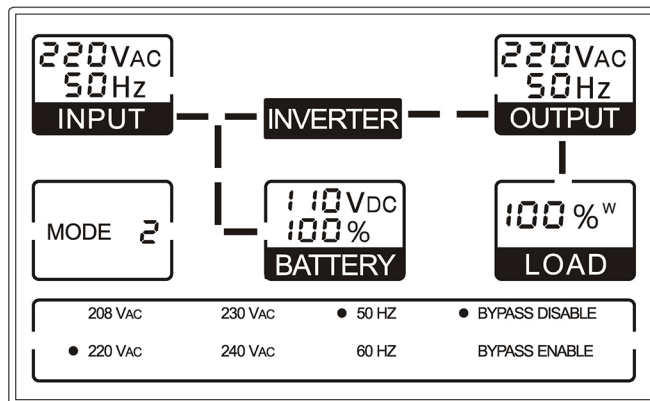 220VAC
50Hz
INPUT
INVERTER
220VAC
50Hz
OUTPUT
MODE 2
110VDC
100%
BATTERY
100%W
LOAD
208 VAC 230 VAC ● 50 HZ ● BYPASS DISABLE
● 220 VAC 240 VAC 60 HZ BYPASS ENABLE